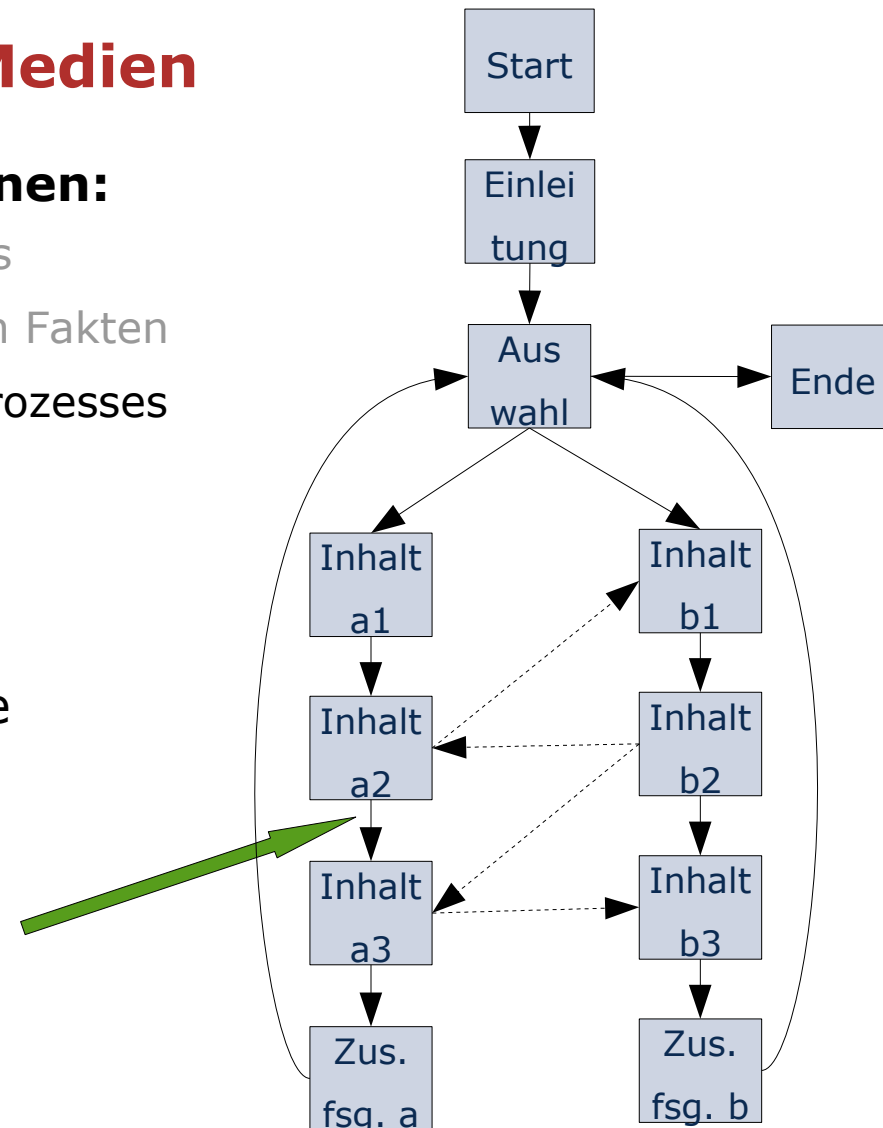 Medien
nen:
s
n Fakten
rozesses
e
Start
Einlei
tung
Aus
wahl
Ende
Inhalt
a1
Inhalt
b1
Inhalt
a2
Inhalt
b2
Inhalt
a3
Inhalt
b3
Zus.
fsg. a
Zus.
fsg. b